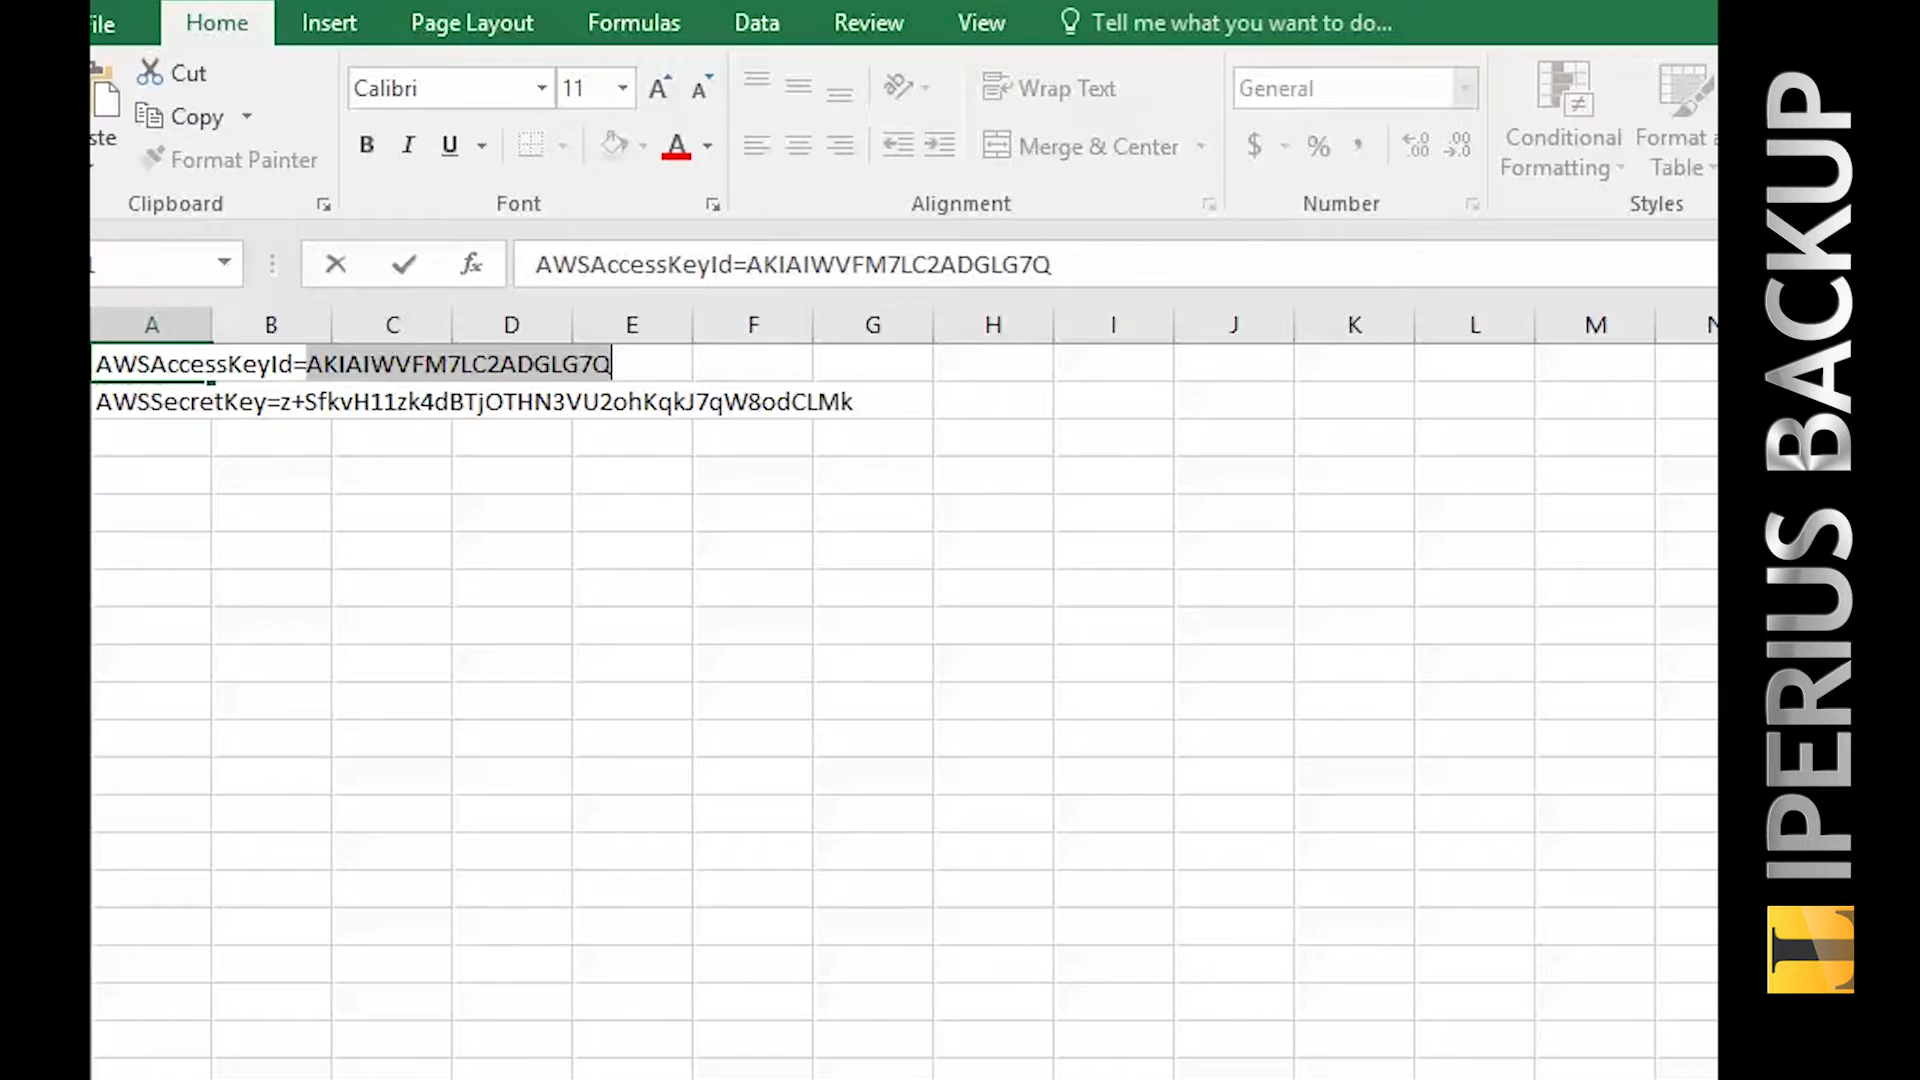 File Home Insert Page Layout Formulas Data Review View Tell me what you want to do...
Cut
Copy
Format Painter
Clipboard
Calibri 11
B I U
Font
Wrap Text
Merge & Center
Alignment
General
$ %
Number
Conditional Formatting
Format
Table
Styles
fx AWSAccessKeyId=AKIAIWVFM7LC2ADGLG7Q
A B C D E F G H I J K L M N
AWSAccessKeyId=AKIAIWVFM7LC2ADGLG7Q
AWSSecretKey=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
IPERIUS BACKUP